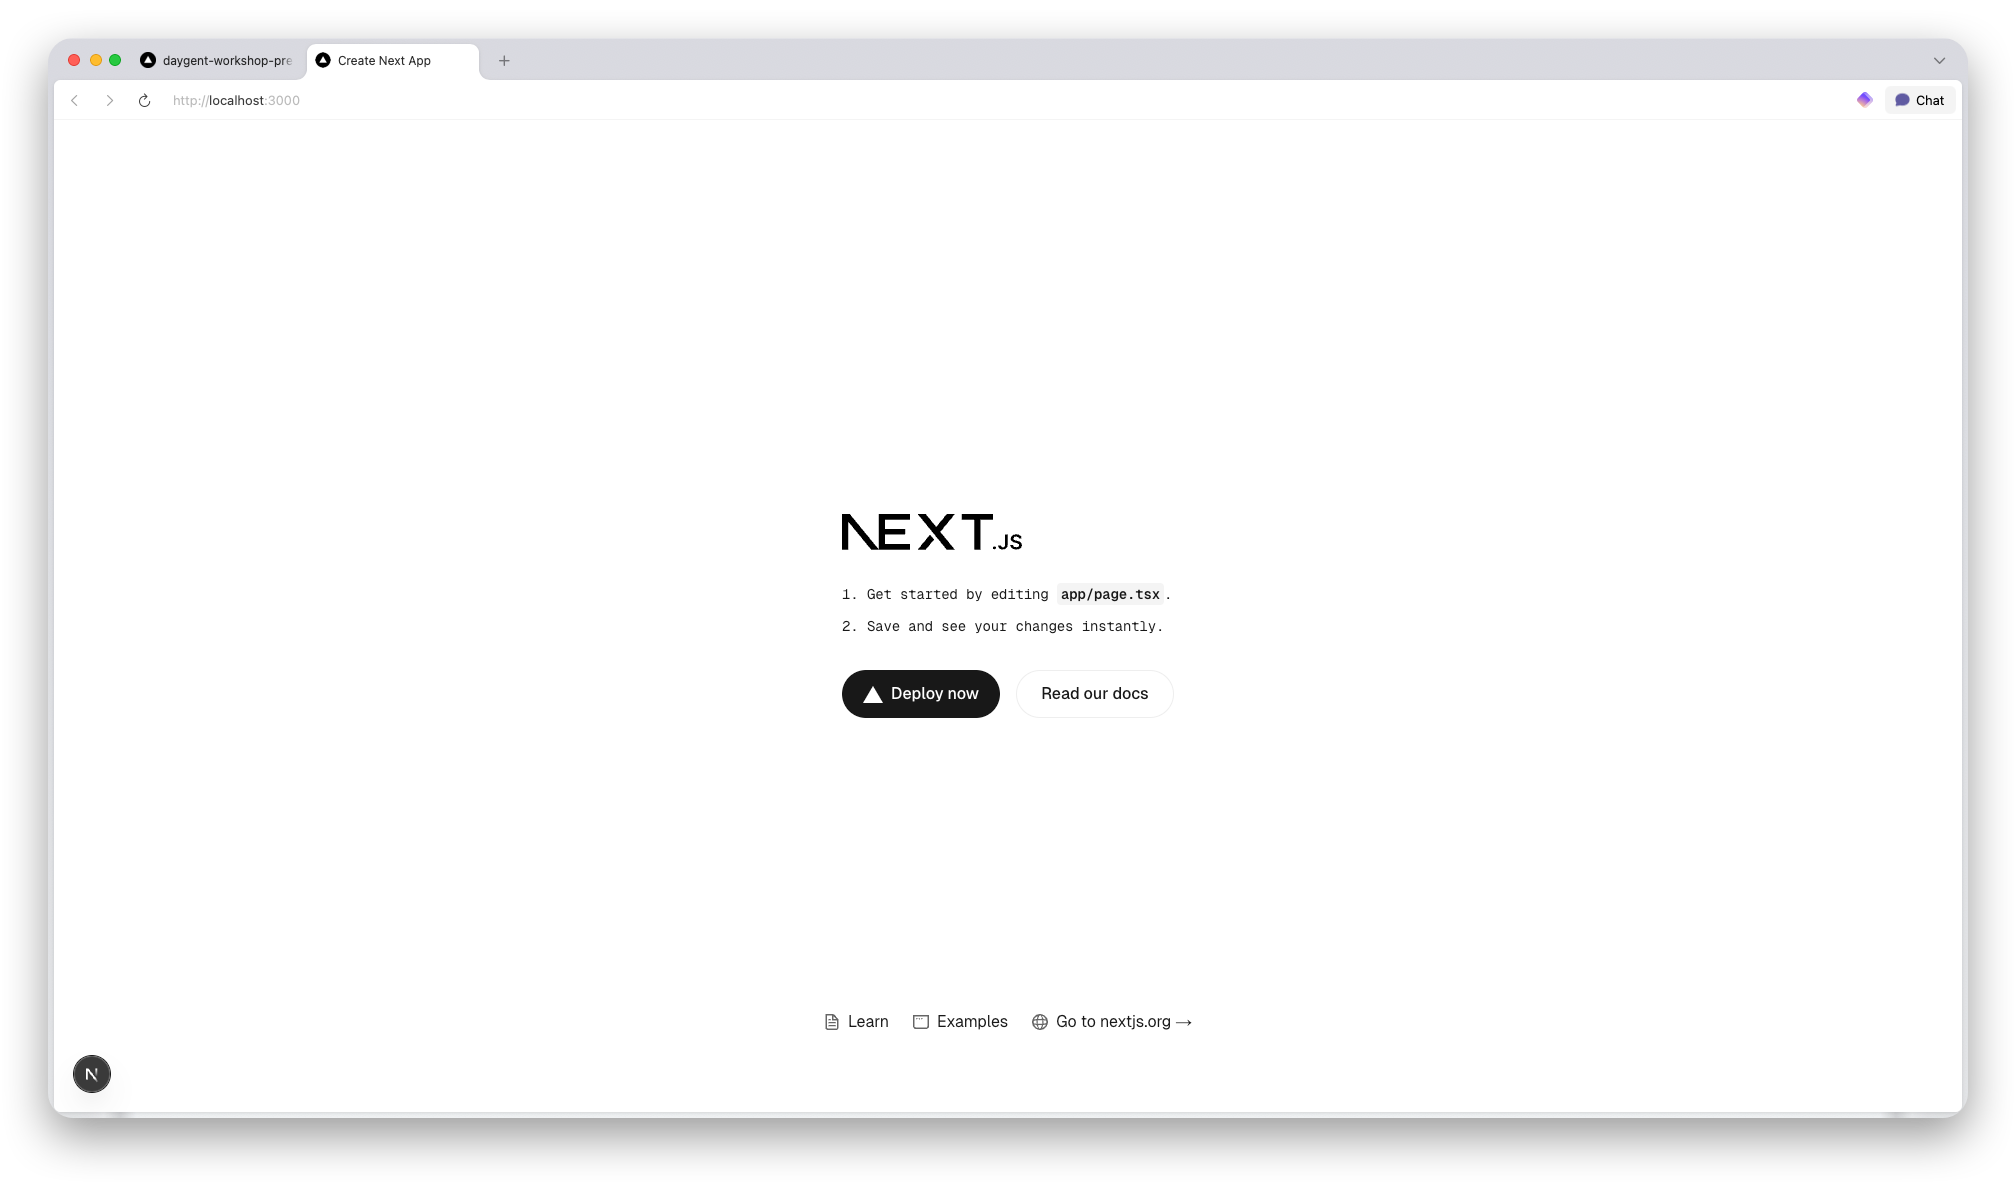 daygent-workshop-pre
Create Next App
http://localhost:3000
Chat
NEXT.JS
1. Get started by editing app/page.tsx.
2. Save and see your changes instantly.
Deploy now
Read our docs
Learn
Examples
Go to nextjs.org →
N